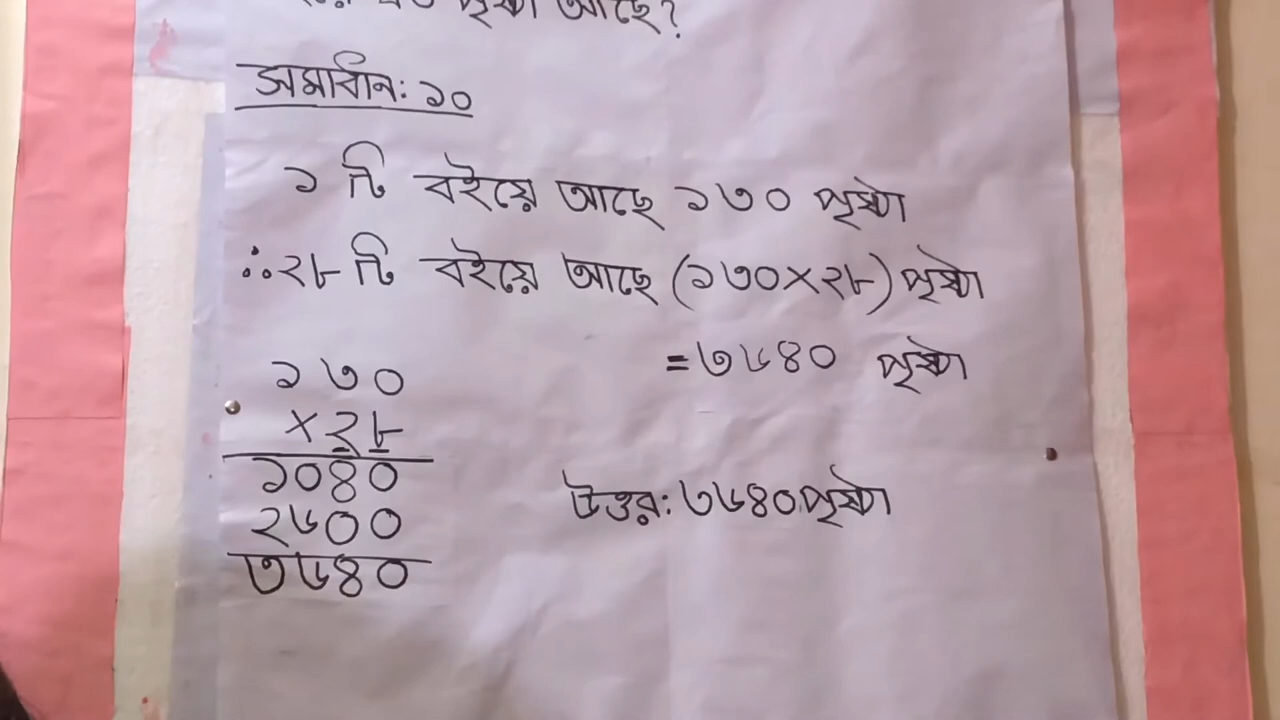 পৃষ্ঠা আছে?
সমাধান: ১০
১ টি বইয়ে আছে ১৩০ পৃষ্ঠা
∴ ২৮ টি বইয়ে আছে (১৩০×২৮) পৃষ্ঠা
= ৩৬৪০ পৃষ্ঠা
১৩০
×২৮
১০৪০
২৬০০
৩৬৪০
উত্তর: ৩৬৪০ পৃষ্ঠা